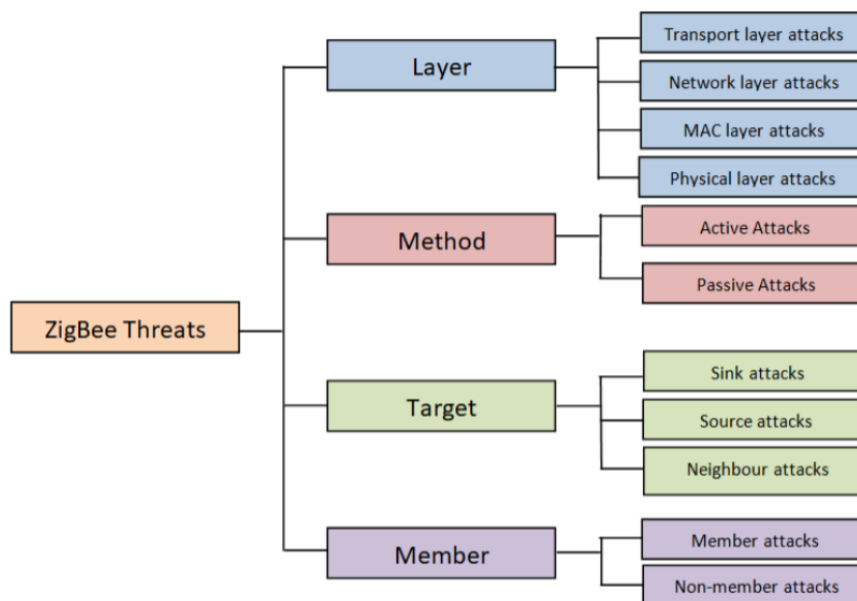 Transport layer attacks
Layer
Network layer attacks
MAC layer attacks
Physical layer attacks
Active Attacks
Method
Passive Attacks
ZigBee Threats
Sink attacks
Target
Source attacks
Neighbour attacks
Member attacks
Member
Non-member attacks